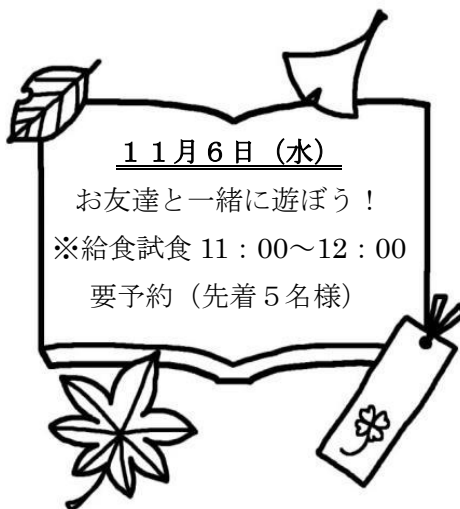 １１月６日（水）
お友達と一緒に遊ぼう！
※給食試食 11：00～12：00
要予約（先着５名様）